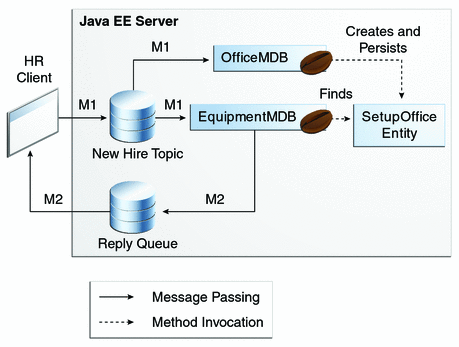 Java EE Server
Creates and
Persists
HR
Client
M1
OfficeMDB
M1
M1
EquipmentMDB
Finds
SetupOffice
Entity
New Hire Topic
M2
M2
Reply Queue
Message Passing
Method Invocation